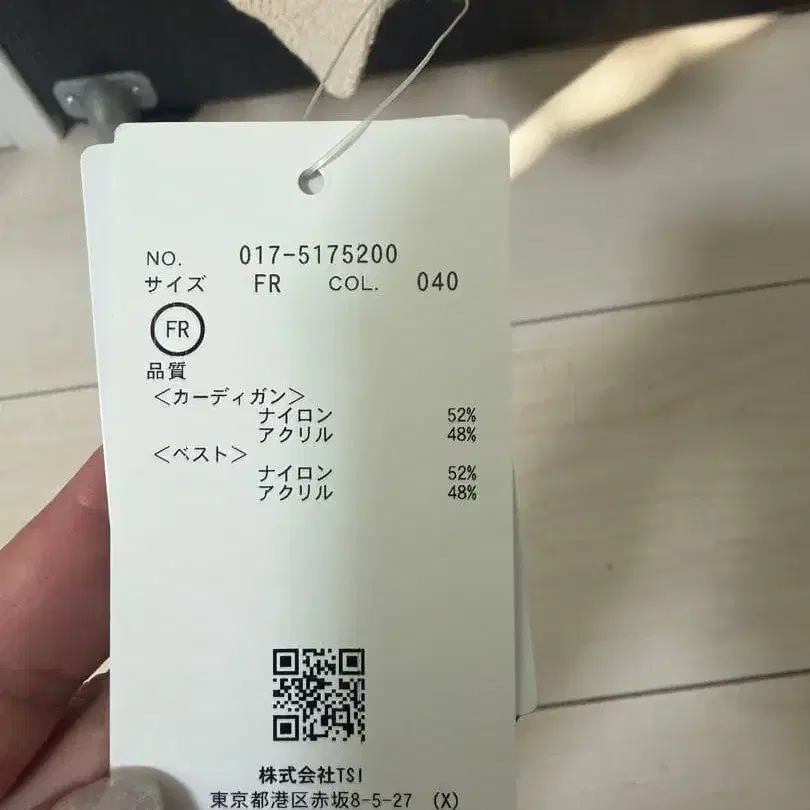 NO. 017-5175200
サイズ FR COL. 040
FR
品質
＜カーディガン＞
ナイロン 52%
アクリル 48%
＜ベスト＞
ナイロン 52%
アクリル 48%
株式会社TSI
東京都港区赤坂8-5-27 (X)